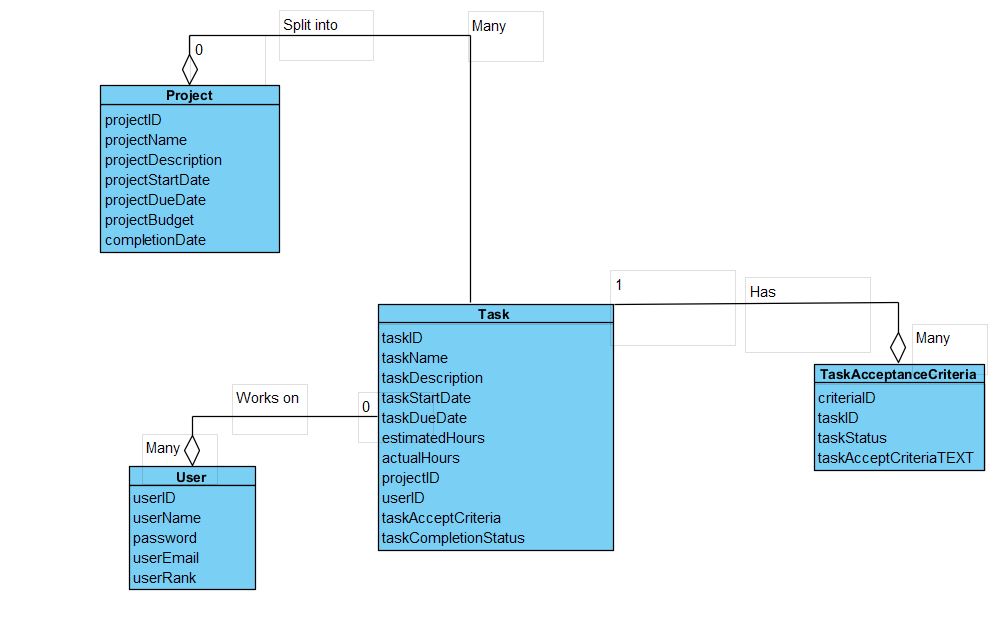 Split into
Many
0
Project
projectID
projectName
projectDescription
projectStartDate
projectDueDate
projectBudget
completionDate
1
Has
Task
taskID
taskName
taskDescription
taskStartDate
taskDueDate
estimatedHours
actualHours
projectID
userID
taskAcceptCriteria
taskCompletionStatus
Many
TaskAcceptanceCriteria
criteriaID
taskID
taskStatus
taskAcceptCriteriaTEXT
Works on
0
Many
User
userID
userName
password
userEmail
userRank